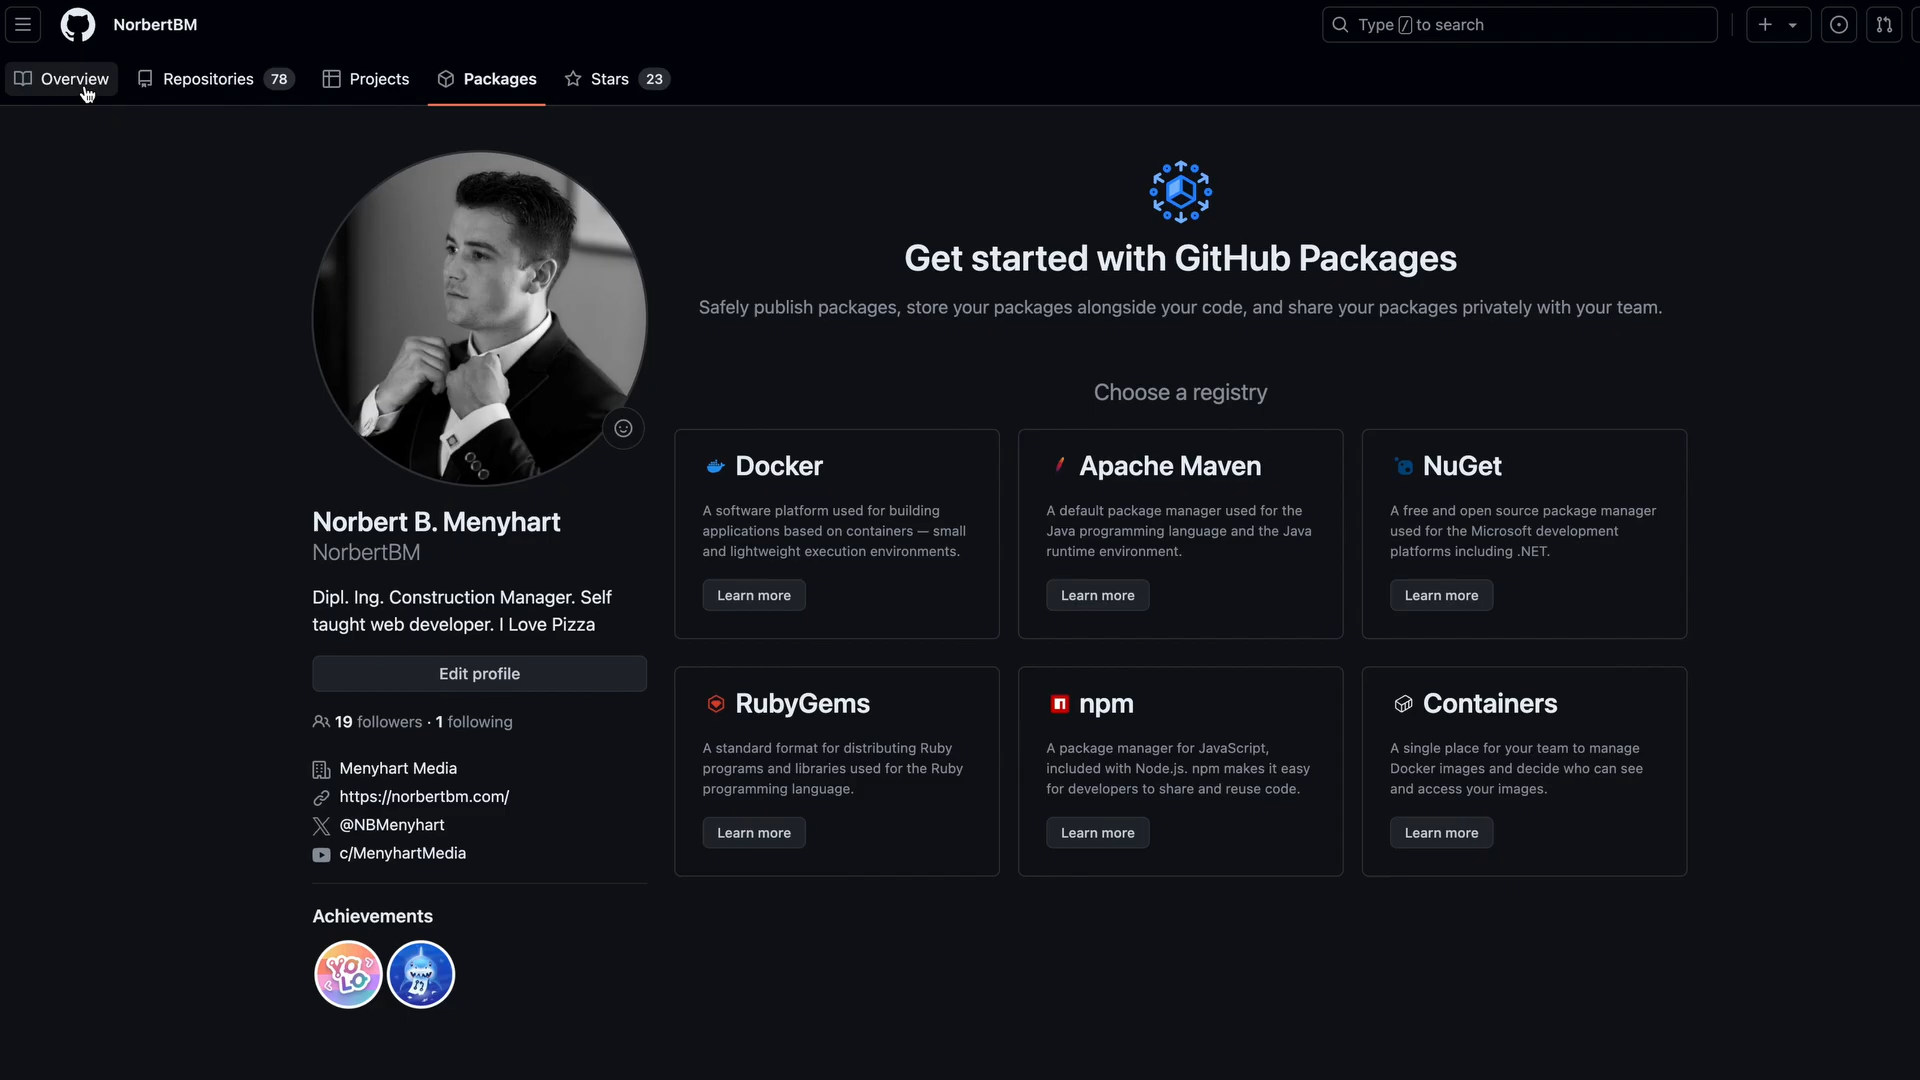 NorbertBM
Type / to search
Overview
Repositories 78
Projects
Packages
Stars 23
Get started with GitHub Packages
Safely publish packages, store your packages alongside your code, and share your packages privately with your team.
Choose a registry
Docker
A software platform used for building
applications based on containers — small
and lightweight execution environments.
Learn more
Apache Maven
A default package manager used for the
Java programming language and the Java
runtime environment.
Learn more
NuGet
A free and open source package manager
used for the Microsoft development
platforms including .NET.
Learn more
RubyGems
A standard format for distributing Ruby
programs and libraries used for the Ruby
programming language.
Learn more
npm
A package manager for JavaScript,
included with Node.js. npm makes it easy
for developers to share and reuse code.
Learn more
Containers
A single place for your team to manage
Docker images and decide who can see
and access your images.
Learn more
Norbert B. Menyhart
NorbertBM
Dipl. Ing. Construction Manager. Self
taught web developer. I Love Pizza
Edit profile
19 followers · 1 following
Menyhart Media
https://norbertbm.com/
@NBMenyhart
c/MenyhartMedia
Achievements
YOLO